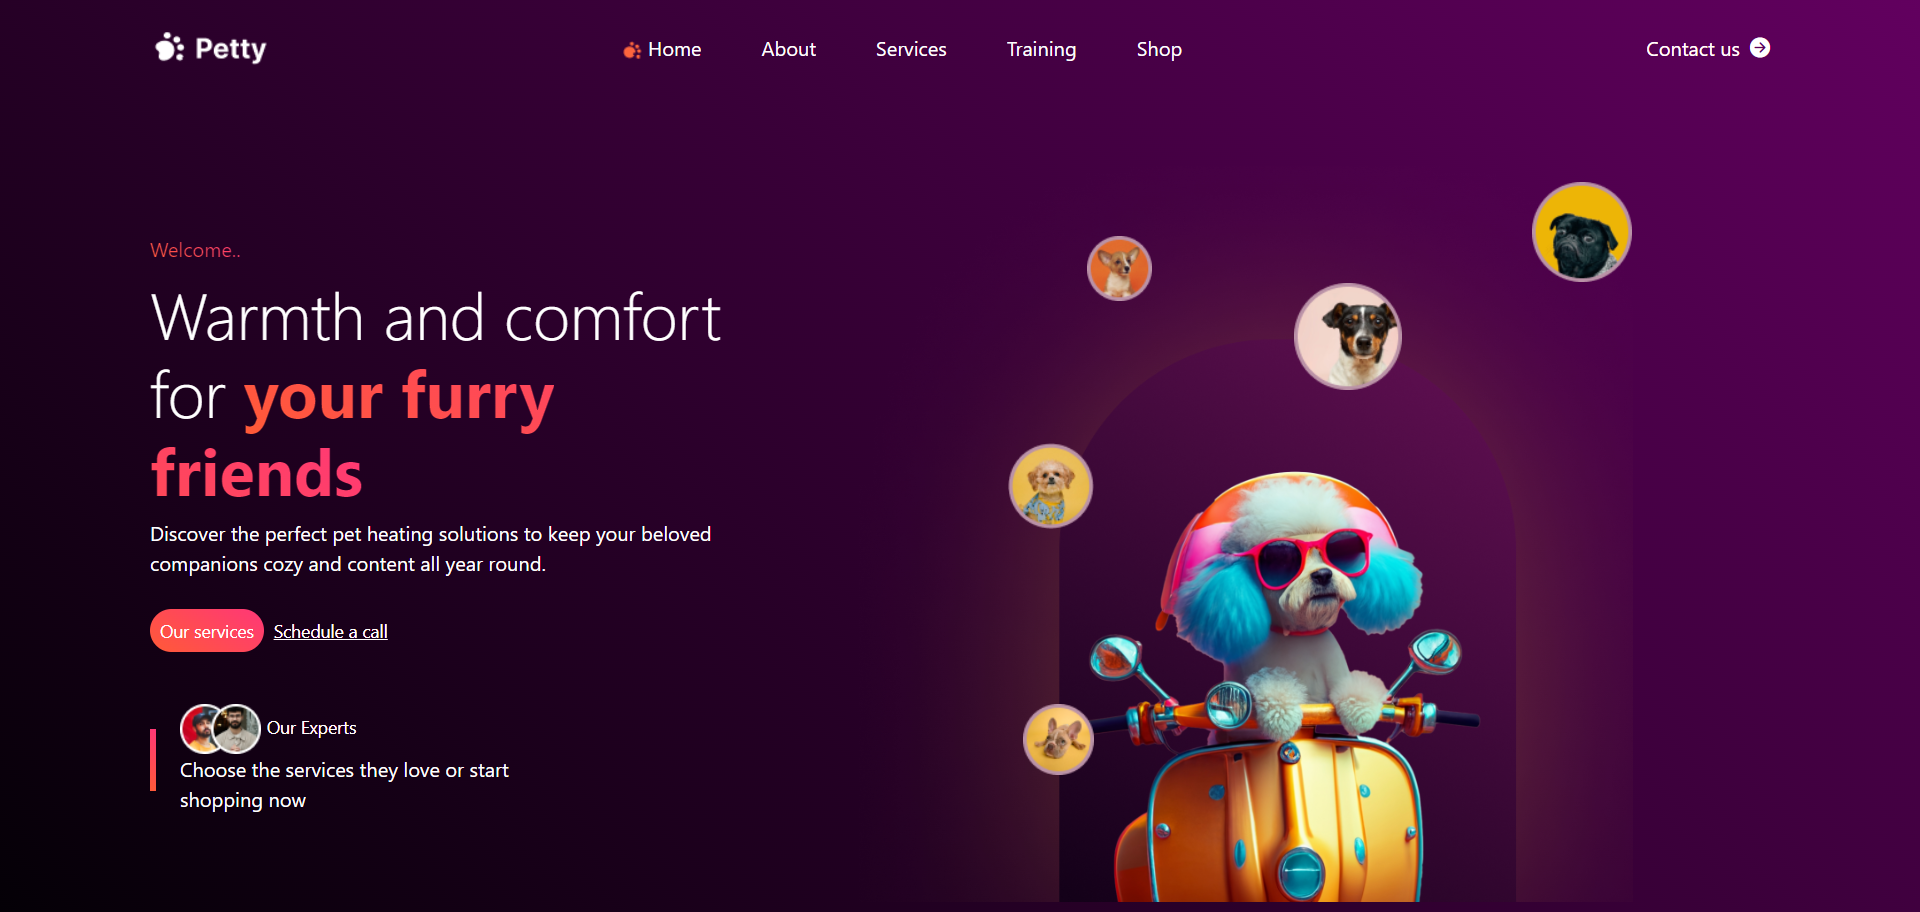 Petty
Home
About
Services
Training
Shop
Contact us
Welcome..
Warmth and comfort
for your furry
friends
Discover the perfect pet heating solutions to keep your beloved
companions cozy and content all year round.
Our services
Schedule a call
Our Experts
Choose the services they love or start
shopping now